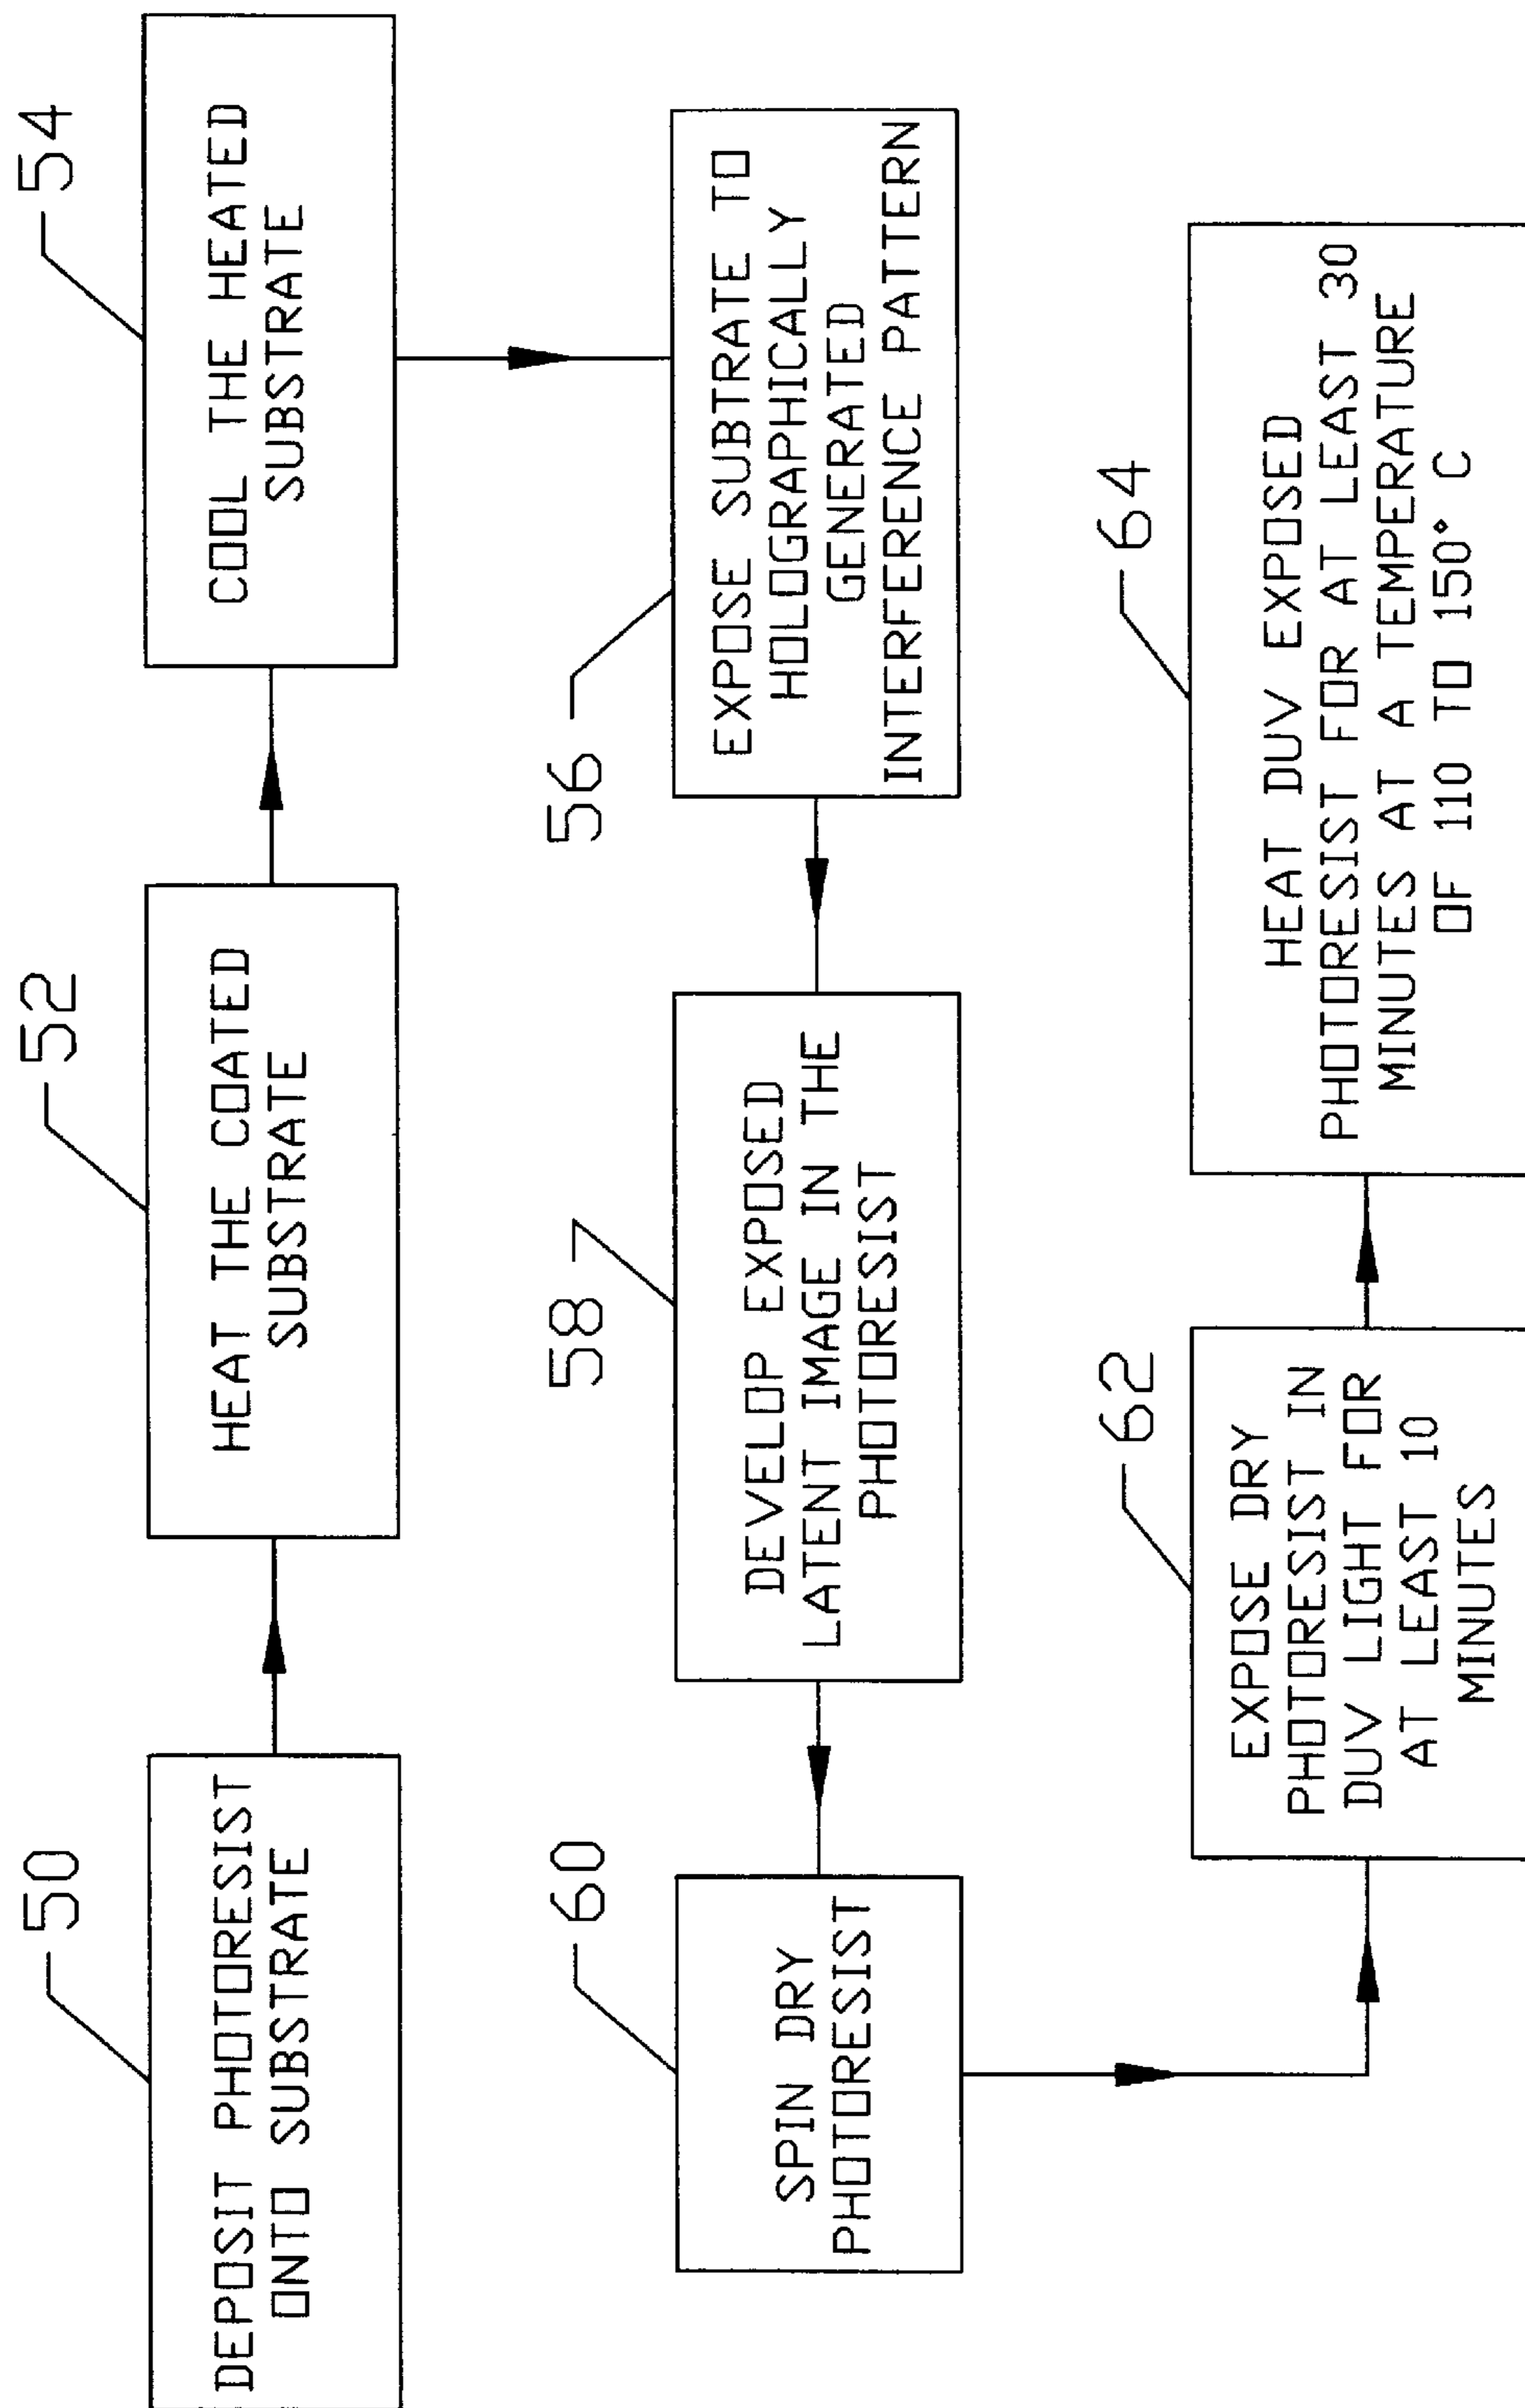 50
DEPOSIT PHOTORESIST
ONTO SUBSTRATE
52
HEAT THE COATED
SUBSTRATE
54
COOL THE HEATED
SUBSTRATE
56
EXPOSE SUBTRATE TO
HOLOGRAPHICALLY
GENERATED
INTERFERENCE PATTERN
58
DEVELOP EXPOSED
LATENT IMAGE IN THE
PHOTORESIST
60
SPIN DRY
PHOTORESIST
62
EXPOSE DRY
PHOTORESIST IN
DUV LIGHT FOR
AT LEAST 10
MINUTES
64
HEAT DUV EXPOSED
PHOTORESIST FOR AT LEAST 30
MINUTES AT A TEMPERATURE
OF 110 TO 150° C